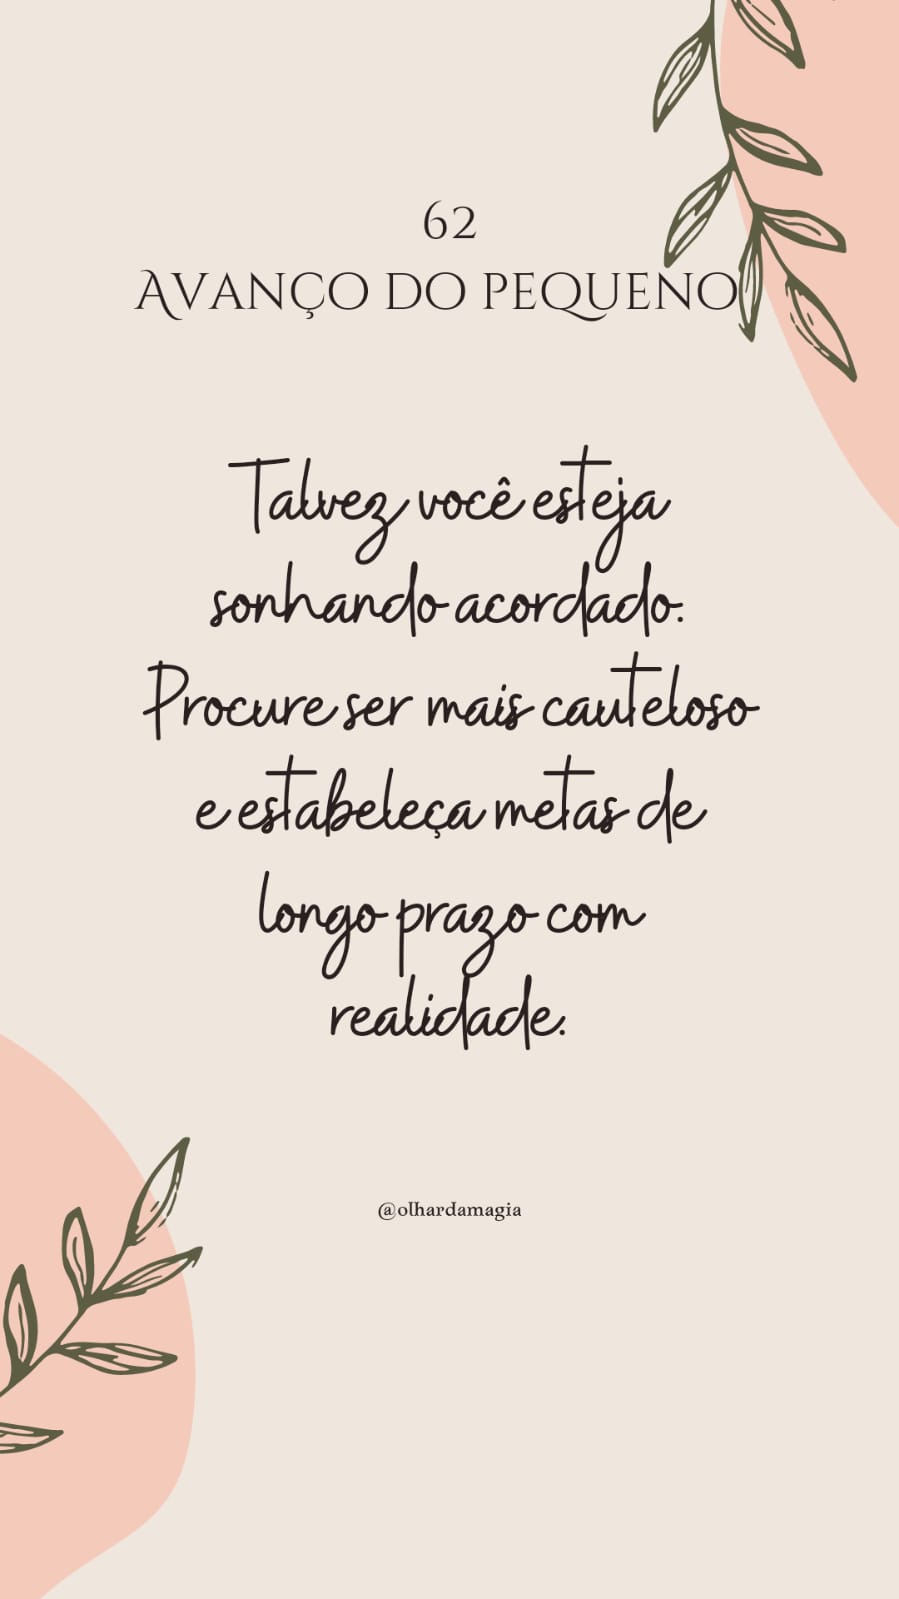 62
Avanço do pequeno
Talvez você esteja
sonhando acordado.
Procure ser mais cauteloso
e estabeleça metas de
longo prazo com
realidade.
@olhardamagia